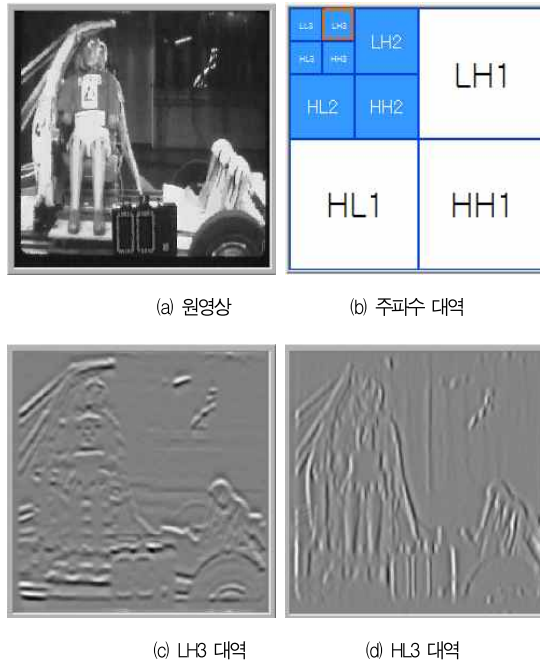 LL3 LH3 LH2 LH1
HL3 HH3
HL2 HH2
HL1 HH1
(a) 원영상 (b) 주파수 대역
(c) LH3 대역 (d) HL3 대역